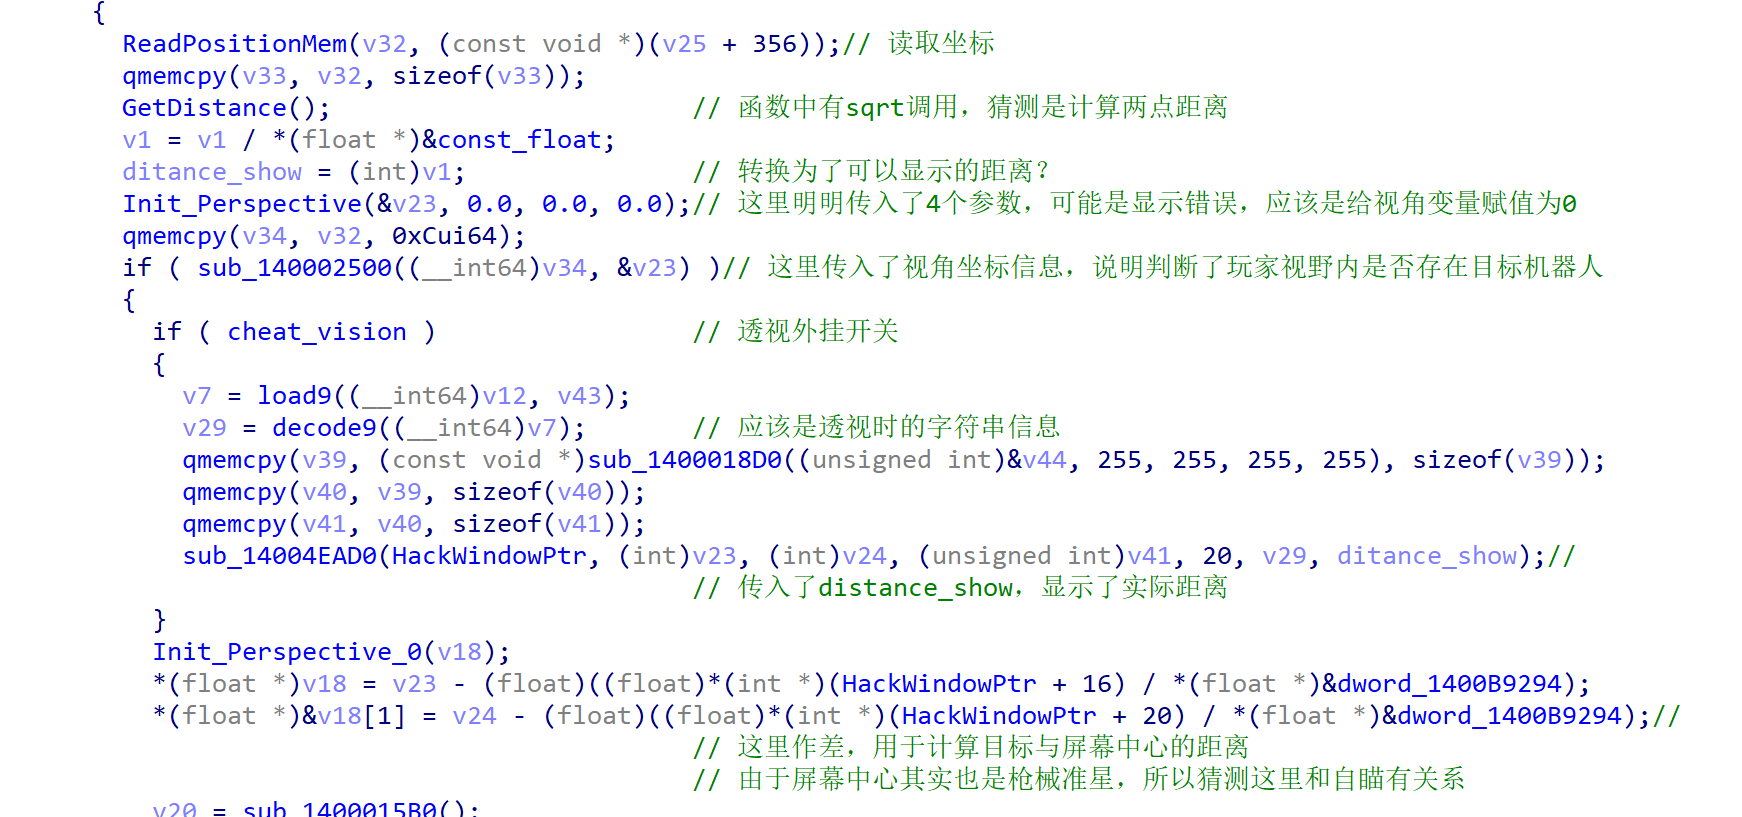 {
ReadPositionMem(v32, (const void *)(v25 + 356));// 读取坐标
qmemcpy(v33, v32, sizeof(v33));
GetDistance(); // 函数中有sqrt调用，猜测是计算两点距离
v1 = v1 / *(float *)&const_float;
ditance_show = (int)v1; // 转换为了可以显示的距离？
Init_Perspective(&v23, 0.0, 0.0, 0.0);// 这里明明传入了4个参数，可能是显示错误，应该是给视角变量赋值为0
qmemcpy(v34, v32, 0xCui64);
if ( sub_140002500((__int64)v34, &v23) )// 这里传入了视角坐标信息，说明判断了玩家视野内是否存在目标机器人
{
if ( cheat_vision ) // 透视外挂开关
{
v7 = load9((__int64)v12, v43);
v29 = decode9((__int64)v7); // 应该是透视时的字符串信息
qmemcpy(v39, (const void *)sub_1400018D0((unsigned int)&v44, 255, 255, 255, 255), sizeof(v39));
qmemcpy(v40, v39, sizeof(v40));
qmemcpy(v41, v40, sizeof(v41));
sub_14004EAD0(HackWindowPtr, (int)v23, (int)v24, (unsigned int)v41, 20, v29, ditance_show);//
// 传入了distance_show，显示了实际距离
}
Init_Perspective_0(v18);
*(float *)v18 = v23 - (float)((float)*(int *)(HackWindowPtr + 16) / *(float *)&dword_1400B9294);
*(float *)&v18[1] = v24 - (float)((float)*(int *)(HackWindowPtr + 20) / *(float *)&dword_1400B9294);//
// 这里作差，用于计算目标与屏幕中心的距离
// 由于屏幕中心其实也是枪械准星，所以猜测这里和自瞄有关系
v20 = sub_1400015B0();